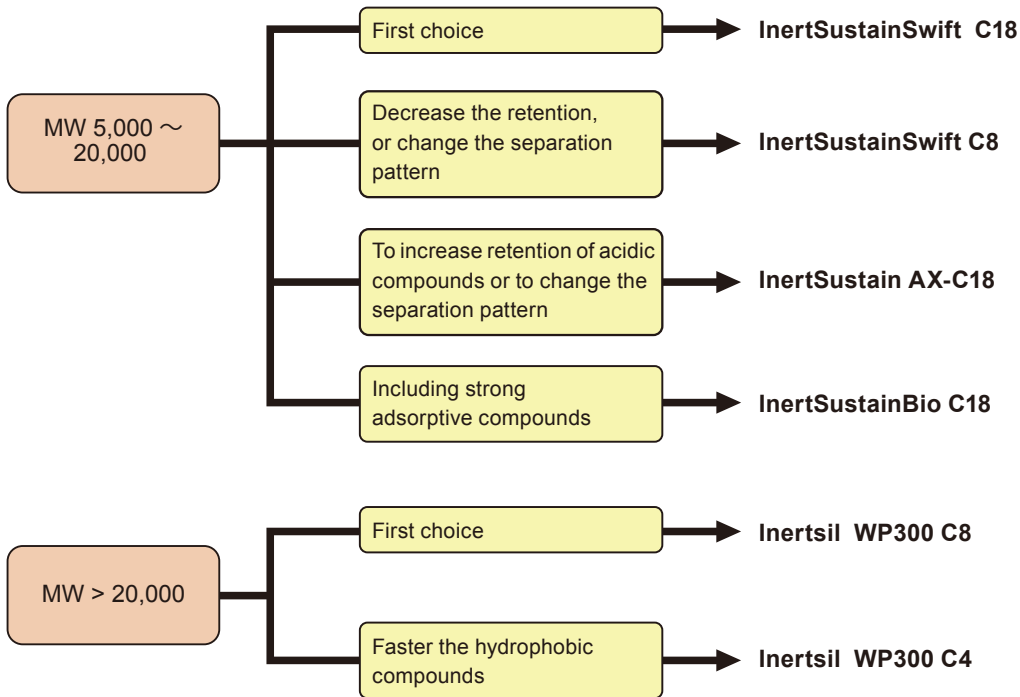 MW 5,000 ～
20,000
First choice
InertSustainSwift C18
Decrease the retention,
or change the separation
pattern
InertSustainSwift C8
To increase retention of acidic
compounds or to change the
separation pattern
InertSustain AX-C18
Including strong
adsorptive compounds
InertSustainBio C18
MW > 20,000
First choice
Inertsil WP300 C8
Faster the hydrophobic
compounds
Inertsil WP300 C4